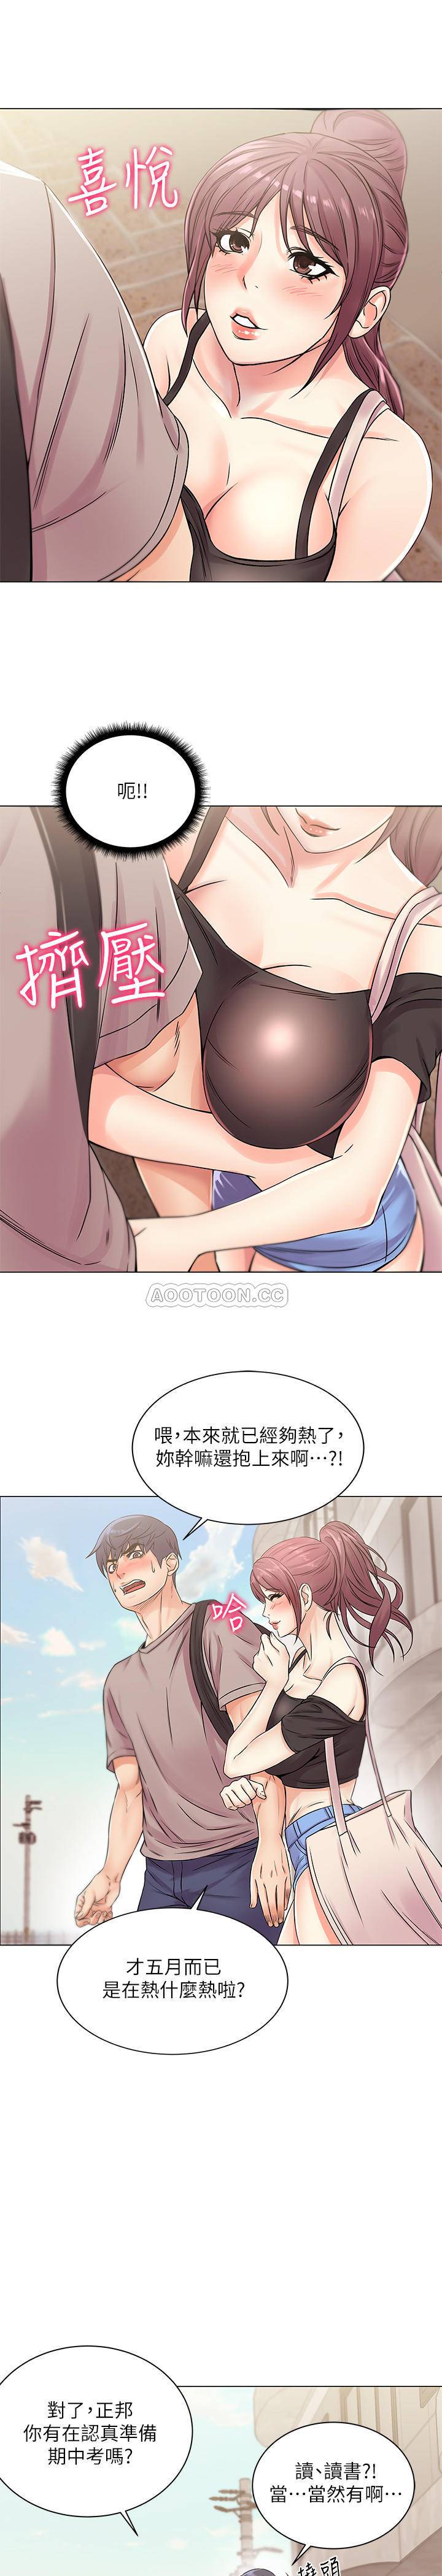 喜悅
呃!!
擠壓
AOOTOON.CC
喂，本來就已經夠熱了，
妳幹嘛還抱上來啊⋯?!
哈
才五月而已
是在熱什麼熱啦?
對了，正邦
你有在認真準備
期中考嗎?
讀、讀書?!
當⋯當然有啊⋯
撓頭